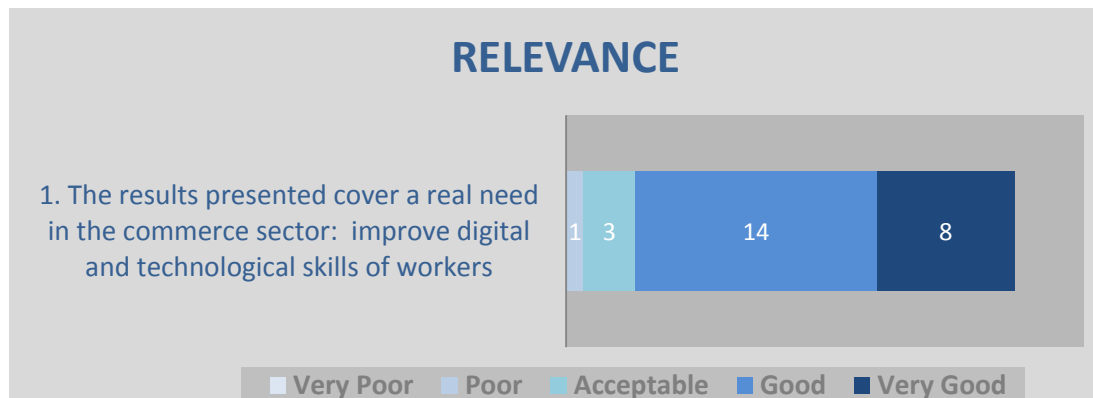 RELEVANCE
1. The results presented cover a real need
in the commerce sector:  improve digital
and technological skills of workers
1 3 14 8
Very Poor Poor Acceptable Good Very Good